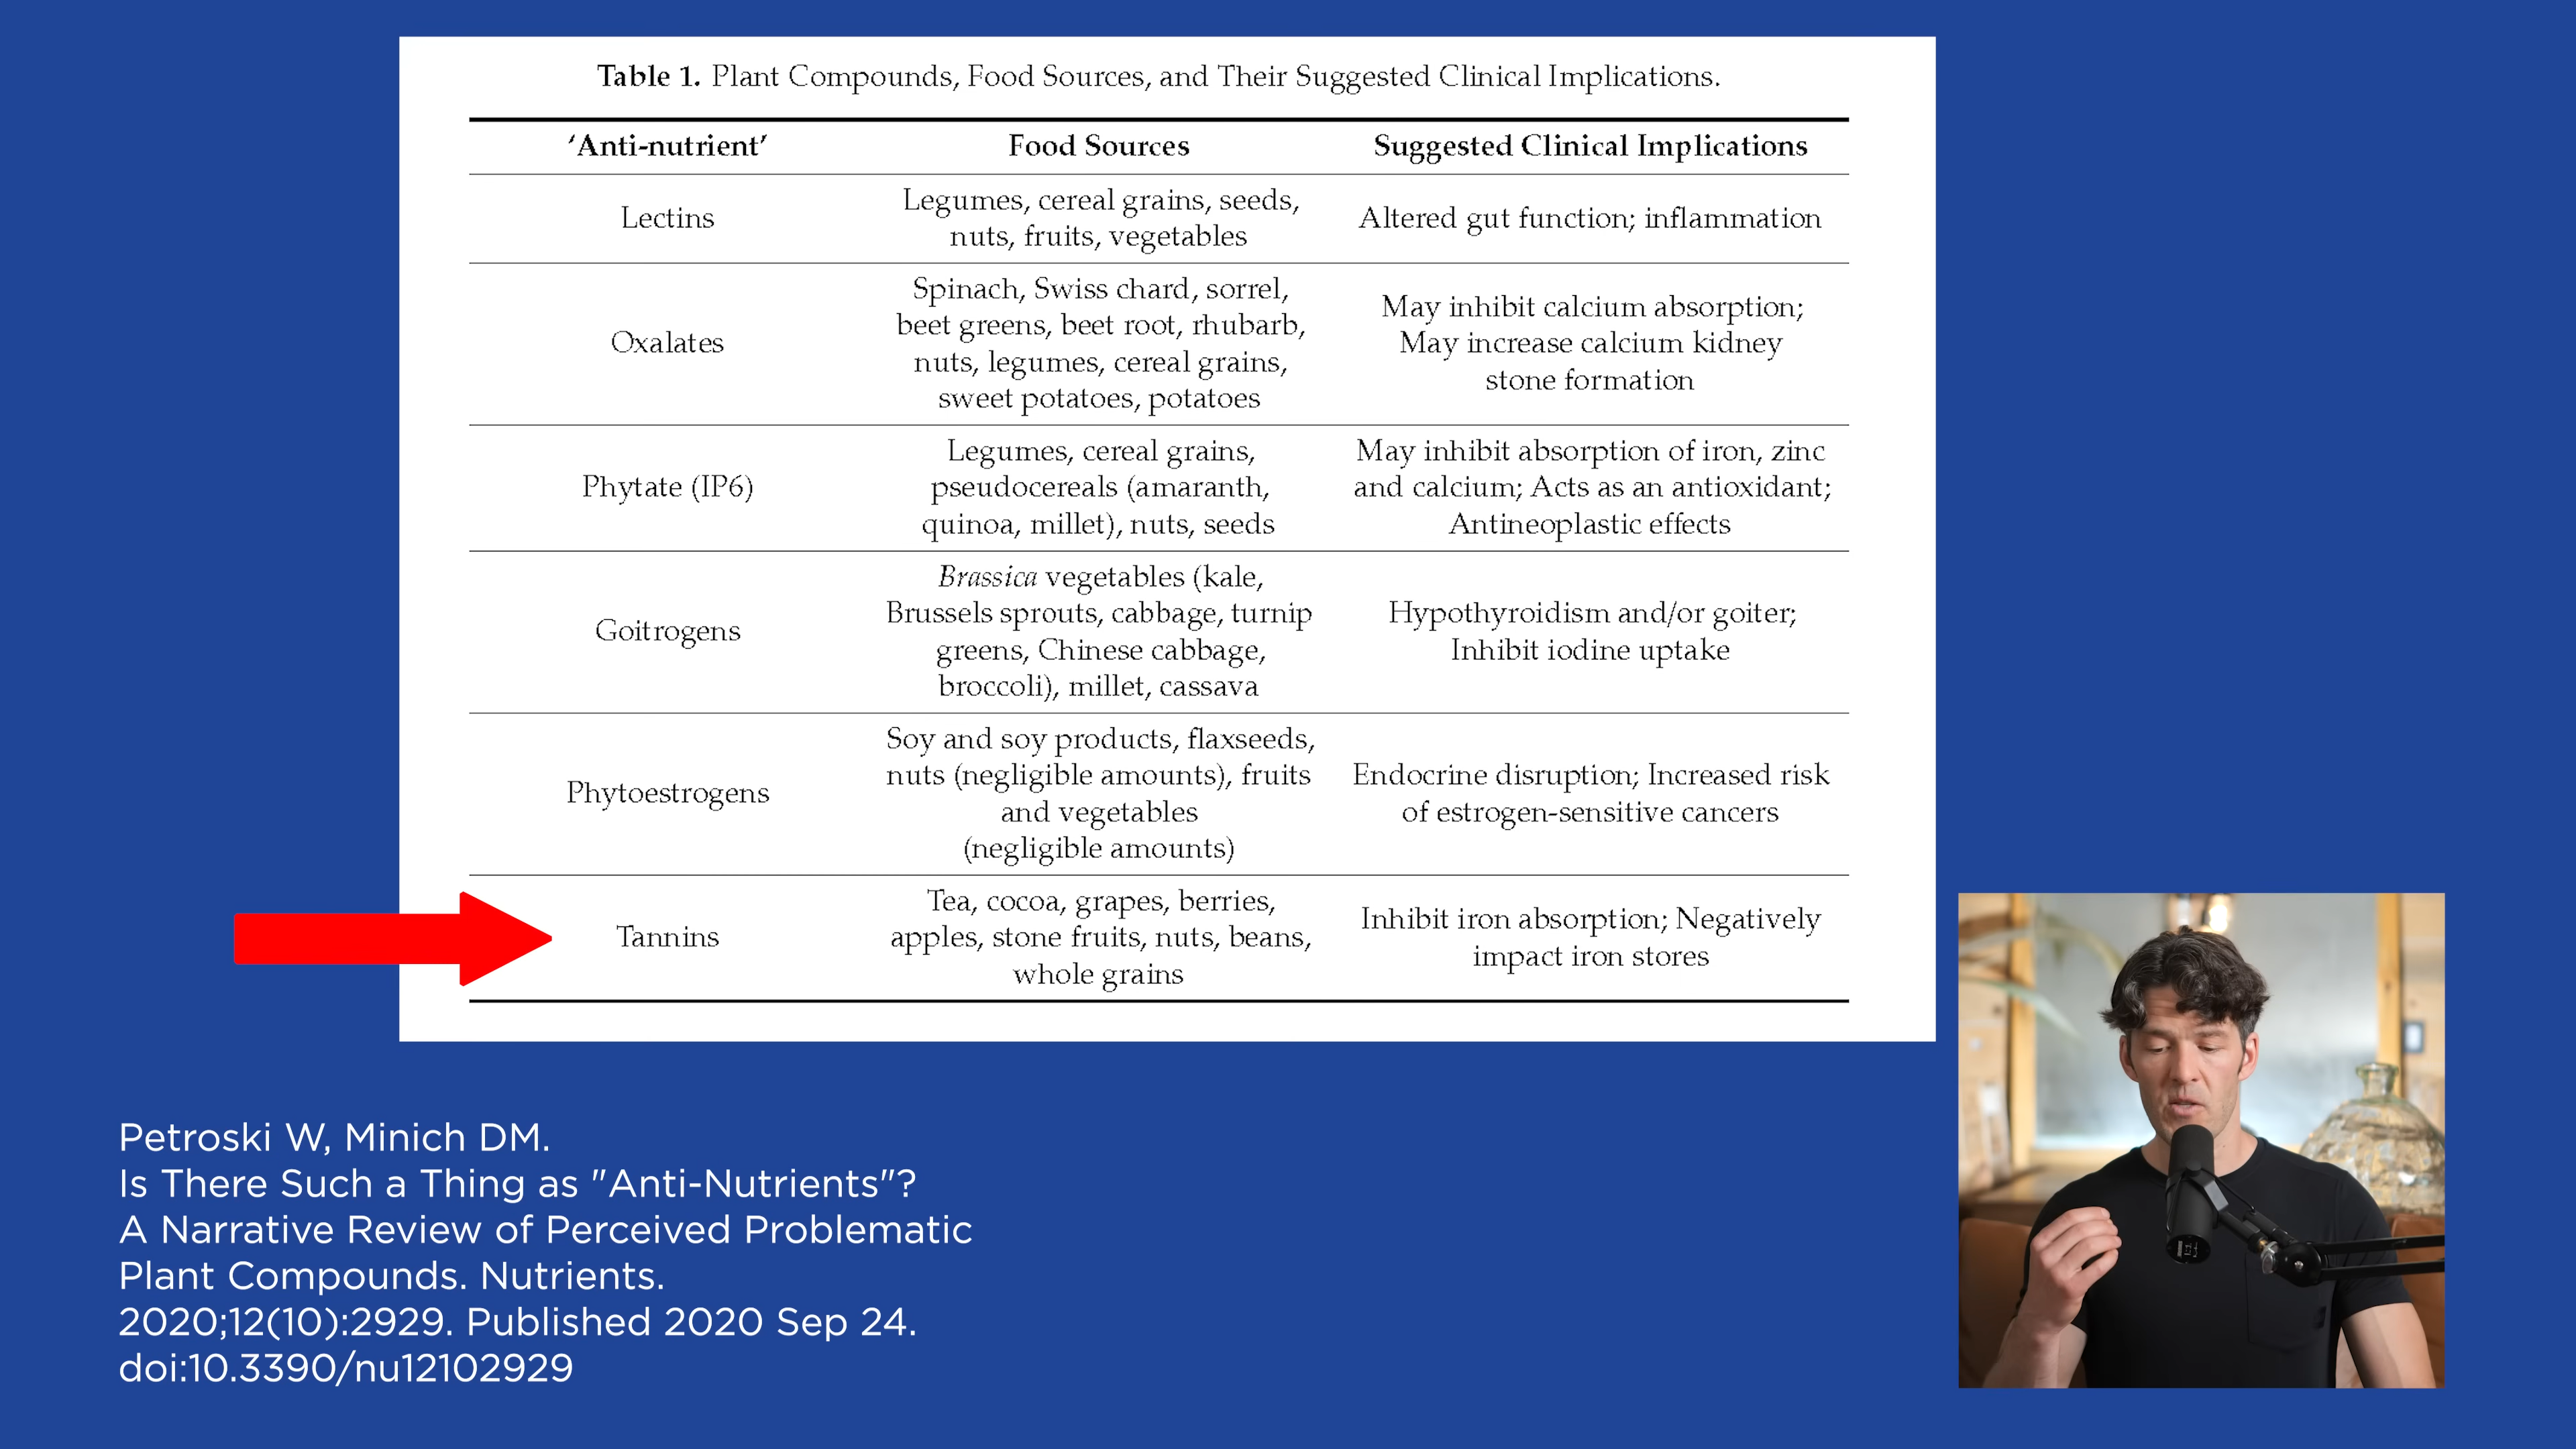 Table 1. Plant Compounds, Food Sources, and Their Suggested Clinical Implications.
'Anti-nutrient'
Food Sources
Suggested Clinical Implications
Lectins
Legumes, cereal grains, seeds,
nuts, fruits, vegetables
Altered gut function; inflammation
Oxalates
Spinach, Swiss chard, sorrel,
beet greens, beet root, rhubarb,
nuts, legumes, cereal grains,
sweet potatoes, potatoes
May inhibit calcium absorption;
May increase calcium kidney
stone formation
Phytate (IP6)
Legumes, cereal grains,
pseudocereals (amaranth,
quinoa, millet), nuts, seeds
May inhibit absorption of iron, zinc
and calcium; Acts as an antioxidant;
Antineoplastic effects
Goitrogens
Brassica vegetables (kale,
Brussels sprouts, cabbage, turnip
greens, Chinese cabbage,
broccoli), millet, cassava
Hypothyroidism and/or goiter;
Inhibit iodine uptake
Phytoestrogens
Soy and soy products, flaxseeds,
nuts (negligible amounts), fruits
and vegetables
(negligible amounts)
Endocrine disruption; Increased risk
of estrogen-sensitive cancers
Tannins
Tea, cocoa, grapes, berries,
apples, stone fruits, nuts, beans,
whole grains
Inhibit iron absorption; Negatively
impact iron stores
Petroski W, Minich DM.
Is There Such a Thing as "Anti-Nutrients"?
A Narrative Review of Perceived Problematic
Plant Compounds. Nutrients.
2020;12(10):2929. Published 2020 Sep 24.
doi:10.3390/nu12102929